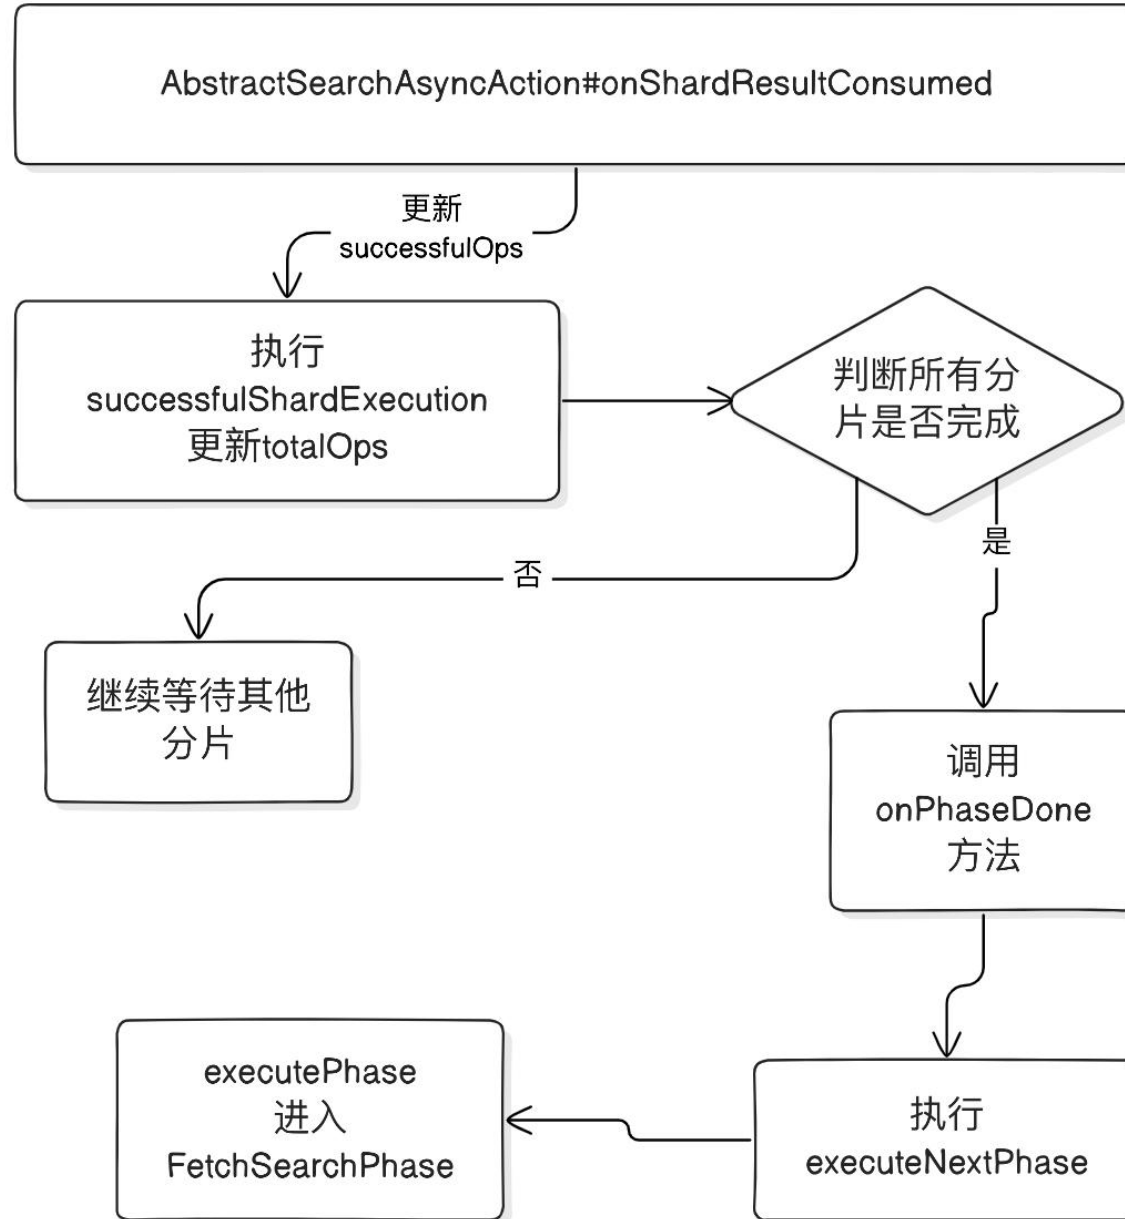 AbstractSearchAsyncAction#onShardResultConsumed
更新
successfulOps
执行
successfulShardExecution
更新totalOps
判断所有分
片是否完成
是
否
继续等待其他
分片
调用
onPhaseDone
方法
执行
executeNextPhase
executePhase
进入
FetchSearchPhase